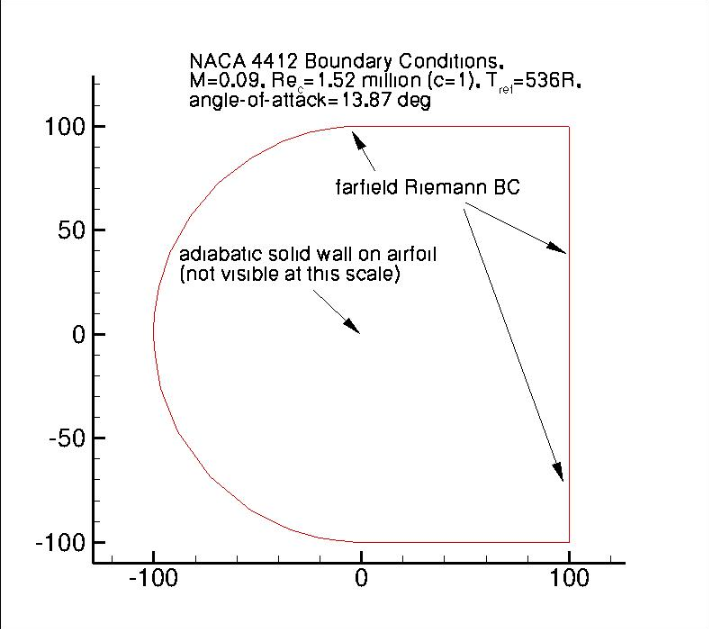 NACA 4412 Boundary Conditions.
M=0.09, Rec=1.52 million (c=1), Tref=536R,
angle-of-attack=13.87 deg
100
farfield Riemann BC
50
adiabatic solid wall on airfoil
(not visible at this scale)
0
-50
-100
-100 0 100